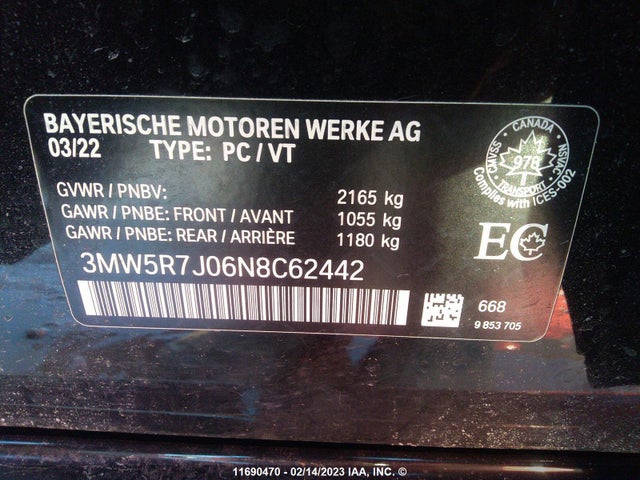 BAYERISCHE MOTOREN WERKE AG
03/22 TYPE: PC / VT
GVWR / PNBV: 2165 kg
GAWR / PNBE: FRONT / AVANT 1055 kg
GAWR / PNBE: REAR / ARRIÈRE 1180 kg
3MW5R7J06N8C62442
CANADA
CMVSS
NSVAC
978
TRANSPORT
Complies with ICES-002
EC
668
9 853 705
11690470 - 02/14/2023 IAA, INC. ©